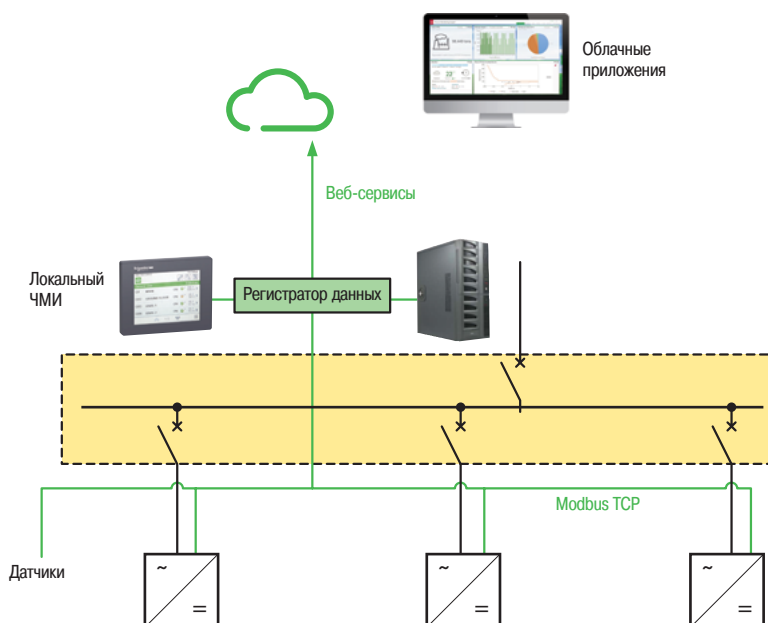 Облачные
приложения
Веб-сервисы
Локальный
ЧМИ
Регистратор данных
Modbus TCP
Датчики
~
=
~
=
~
=